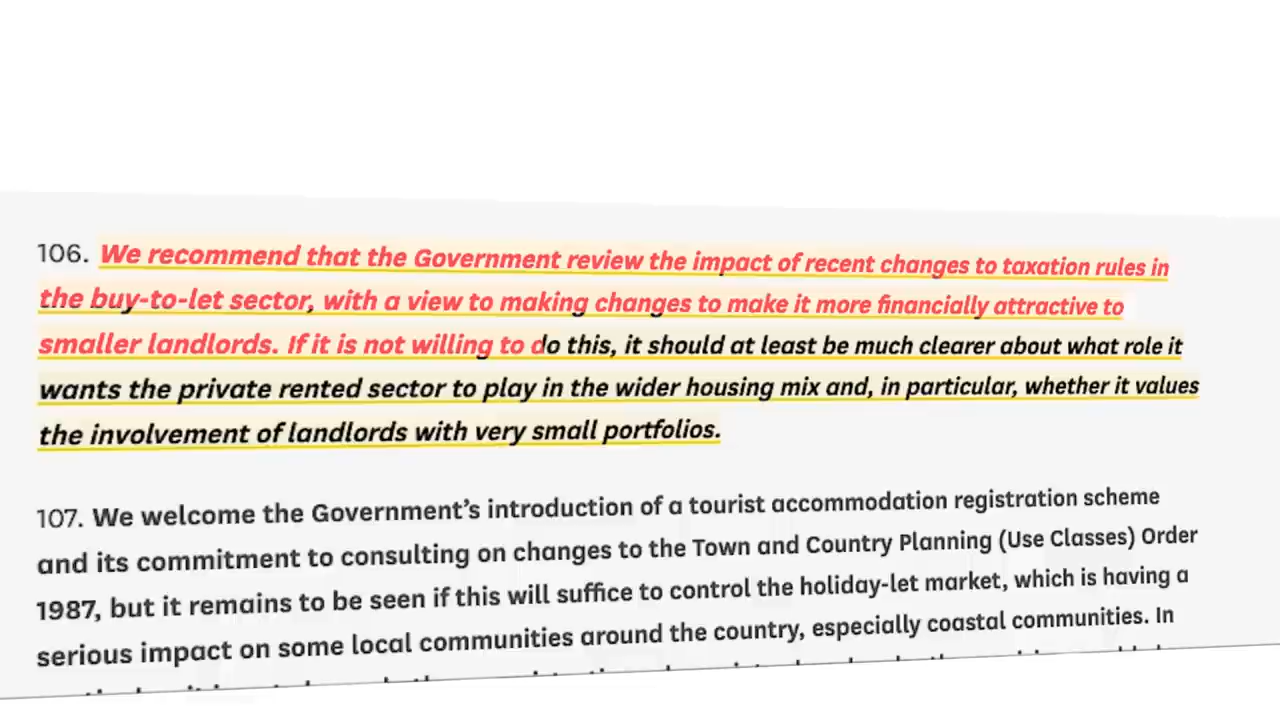 106. We recommend that the Government review the impact of recent changes to taxation rules in
the buy-to-let sector, with a view to making changes to make it more financially attractive to
smaller landlords. If it is not willing to do this, it should at least be much clearer about what role it
wants the private rented sector to play in the wider housing mix and, in particular, whether it values
the involvement of landlords with very small portfolios.
107. We welcome the Government’s introduction of a tourist accommodation registration scheme
and its commitment to consulting on changes to the Town and Country Planning (Use Classes) Order
1987, but it remains to be seen if this will suffice to control the holiday-let market, which is having a
serious impact on some local communities around the country, especially coastal communities. In